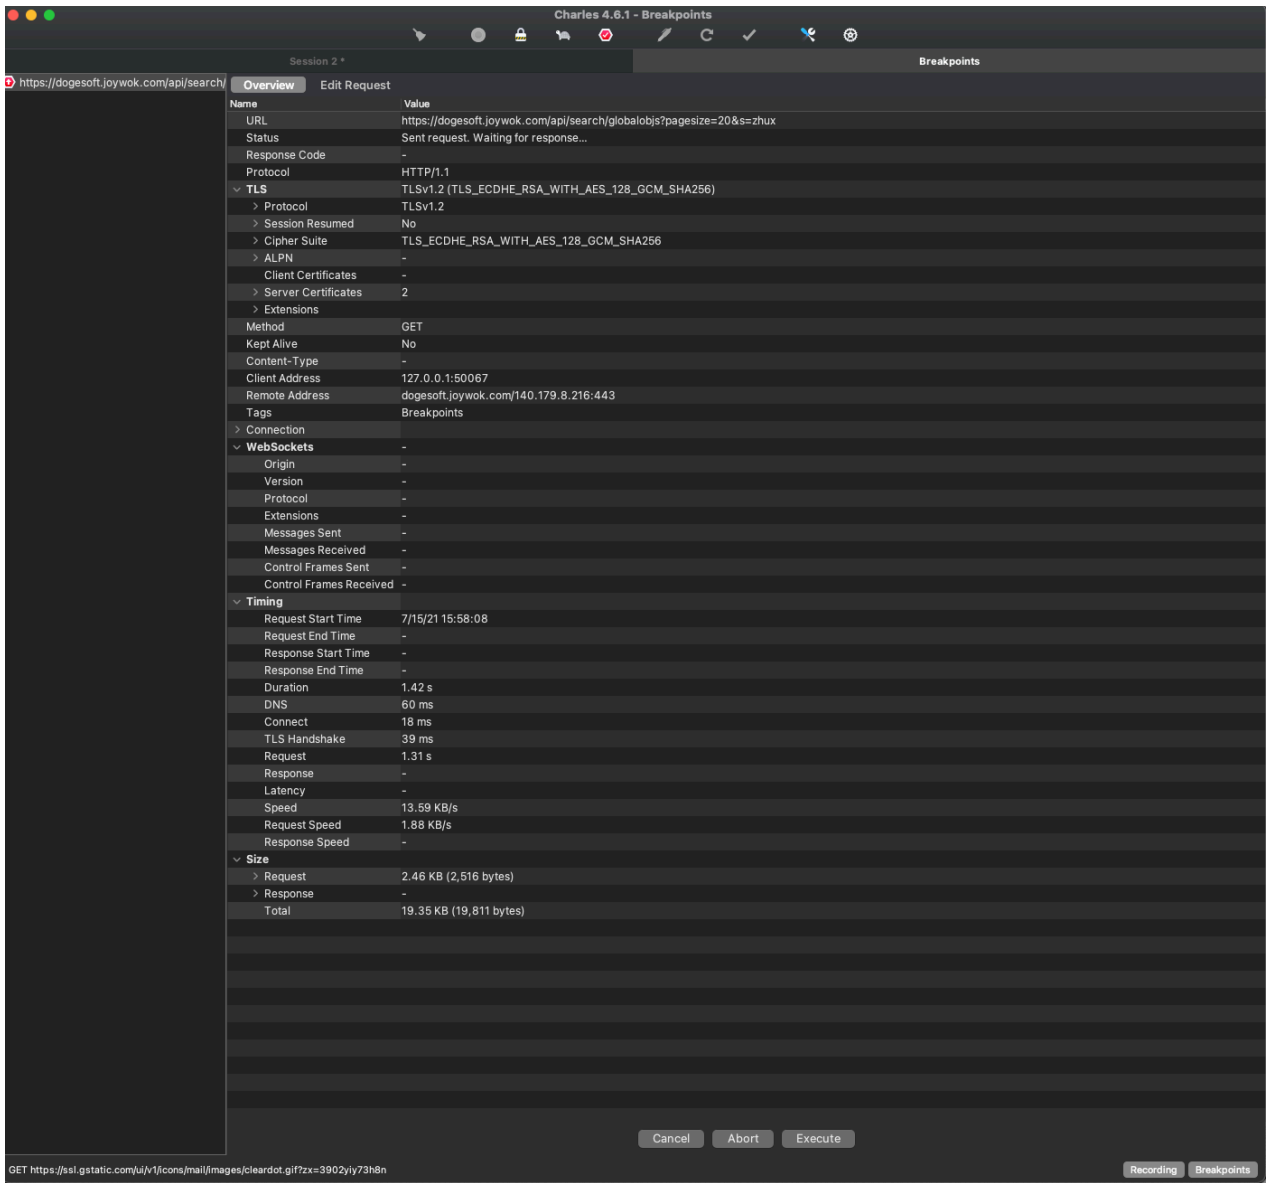 Charles 4.6.1 - Breakpoints
Session 2 *
Breakpoints
https://dogesoft.joywok.com/api/search/
Overview
Edit Request
Name Value
URL https://dogesoft.joywok.com/api/search/globalobjs?pagesize=20&s=zhux
Status Sent request. Waiting for response...
Response Code -
Protocol HTTP/1.1
TLS TLSv1.2 (TLS_ECDHE_RSA_WITH_AES_128_GCM_SHA256)
Protocol TLSv1.2
Session Resumed No
Cipher Suite TLS_ECDHE_RSA_WITH_AES_128_GCM_SHA256
ALPN -
Client Certificates -
Server Certificates 2
Extensions
Method GET
Kept Alive No
Content-Type -
Client Address 127.0.0.1:50067
Remote Address dogesoft.joywok.com/140.179.8.216:443
Tags Breakpoints
Connection
WebSockets -
Origin -
Version -
Protocol -
Extensions -
Messages Sent -
Messages Received -
Control Frames Sent -
Control Frames Received -
Timing
Request Start Time 7/15/21 15:58:08
Request End Time -
Response Start Time -
Response End Time -
Duration 1.42 s
DNS 60 ms
Connect 18 ms
TLS Handshake 39 ms
Request 1.31 s
Response -
Latency -
Speed 13.59 KB/s
Request Speed 1.88 KB/s
Response Speed -
Size
Request 2.46 KB (2,516 bytes)
Response -
Total 19.35 KB (19,811 bytes)
Cancel Abort Execute
GET https://ssl.gstatic.com/ui/v1/icons/mail/images/cleardot.gif?zx=3902yiy73h8n
Recording Breakpoints